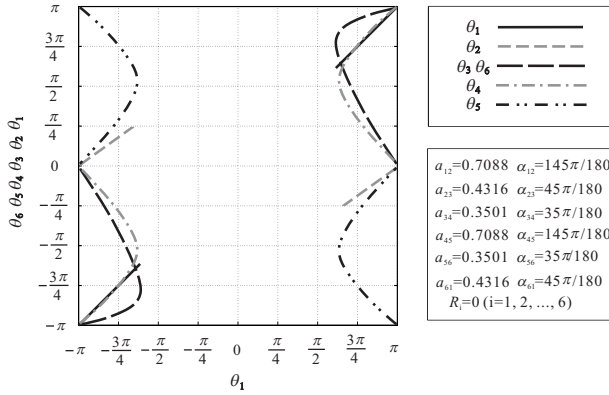 π
3π/4
π/2
π/4
0
-π/4
-π/2
-3π/4
-π
θ6 θ5 θ4 θ3 θ2 θ1
-π -3π/4 -π/2 -π/4 0 π/4 π/2 3π/4 π
θ1
θ1
θ2
θ3 θ6
θ4
θ5
a12=0.7088 α12=145π/180
a23=0.4316 α23=45π/180
a34=0.3501 α34=35π/180
a45=0.7088 α45=145π/180
a56=0.3501 α56=35π/180
a61=0.4316 α61=45π/180
Ri=0 (i=1, 2, ..., 6)